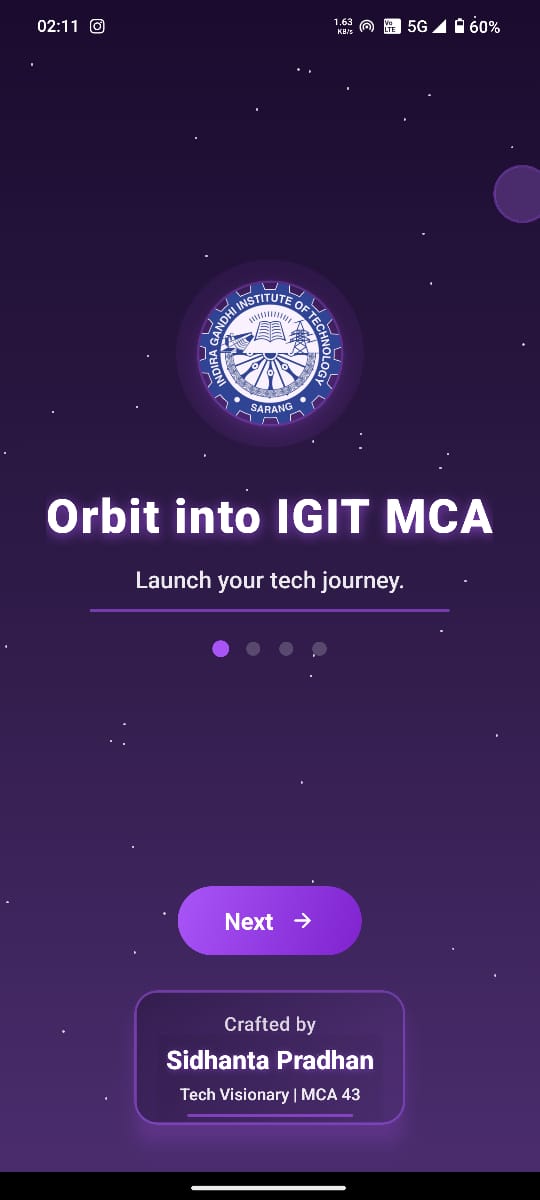 02:11
1.63
KB/s
Vo
LTE
5G
60%
INDIRA GANDHI INSTITUTE OF TECHNOLOGY
SARANG
Orbit into IGIT MCA
Launch your tech journey.
Next →
Crafted by
Sidhanta Pradhan
Tech Visionary | MCA 43